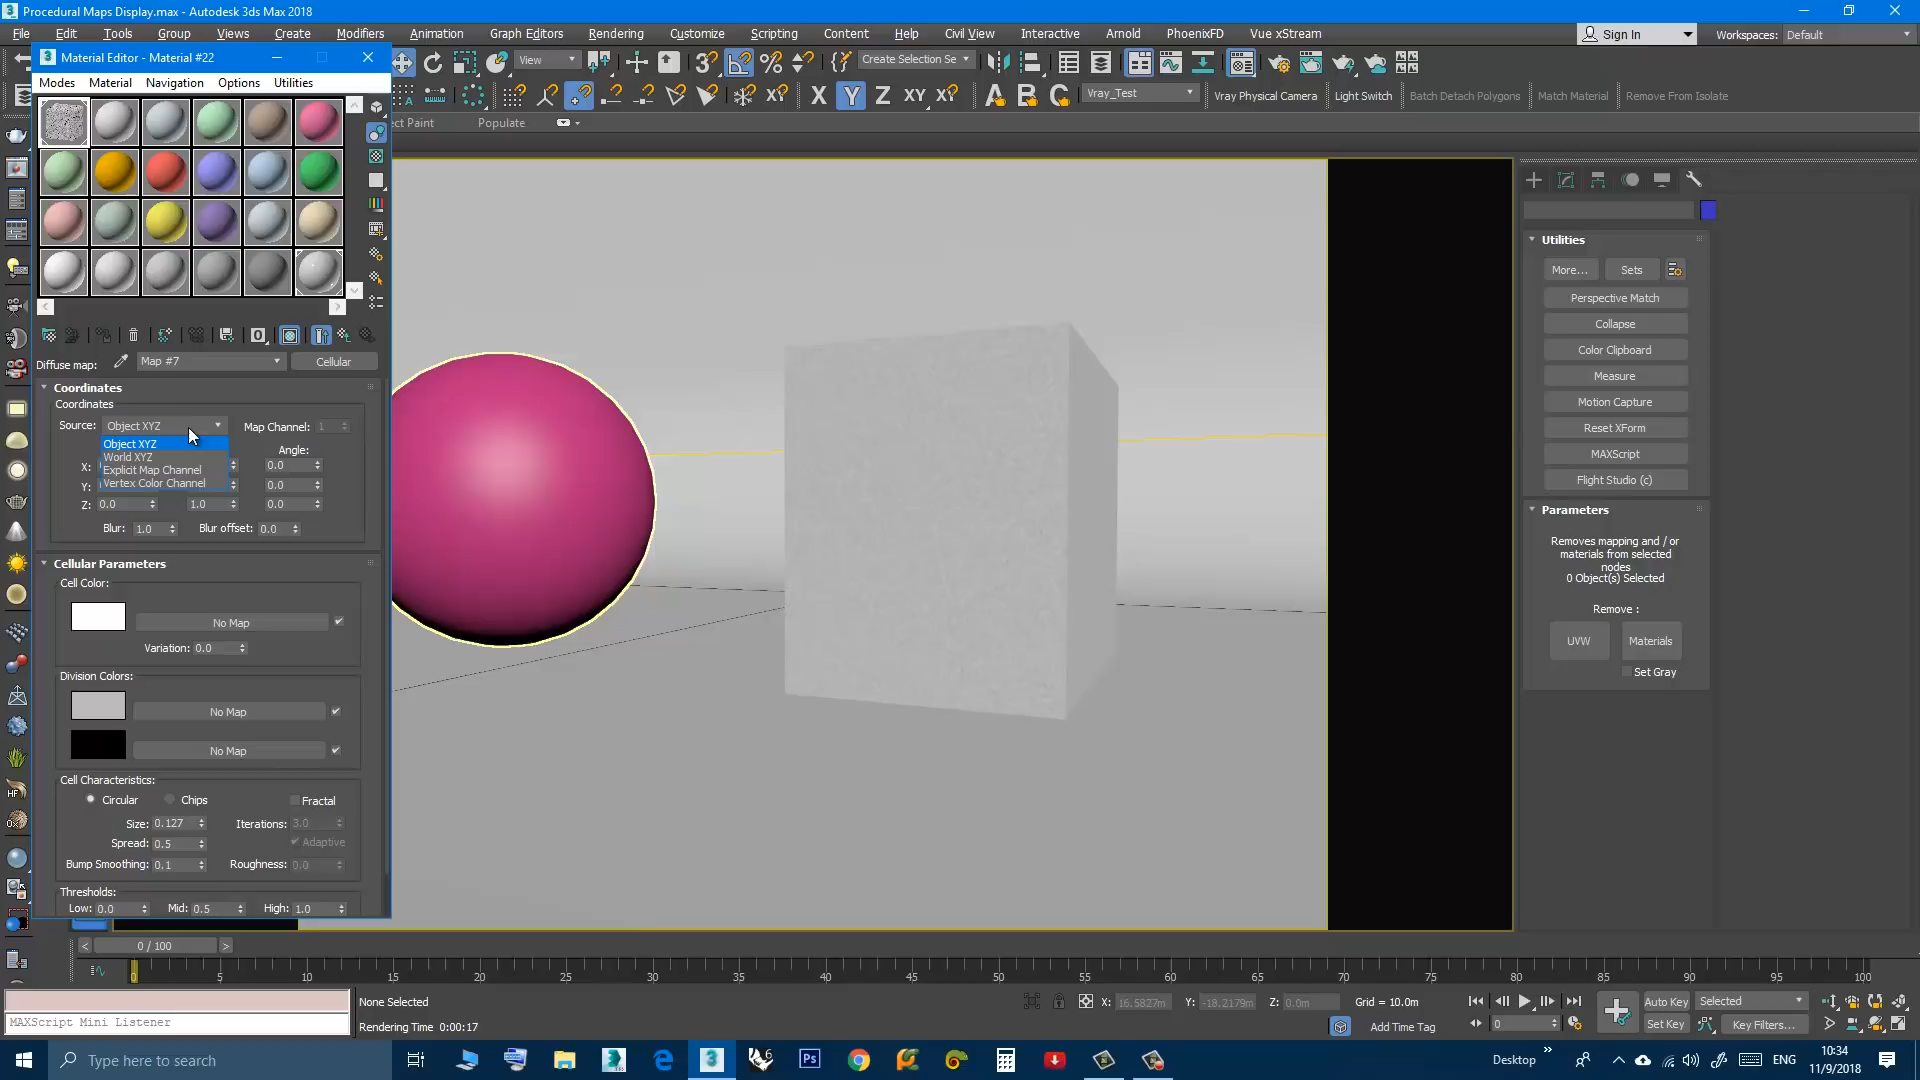 Procedural Maps Display.max - Autodesk 3ds Max 2018
File Edit Tools Group Views Create Modifiers Animation Graph Editors Rendering Customize Scripting Content Help Civil View Interactive Arnold PhoenixFD Vue xStream
Sign In
Workspaces: Default
Material Editor - Material #22
View
Create Selection Se
Modes Material Navigation Options Utilities
X Y Z XY XY
Vray_Test
Vray Physical Camera
Light Switch
Batch Detach Polygons
Match Material
Remove From Isolate
ect Paint
Populate
Diffuse map: Map #7 Cellular
Coordinates
Coordinates
Source: Object XYZ Map Channel: 1
Object XYZ
World XYZ
Explicit Map Channel
Vertex Color Channel
Angle:
X: 0.0
Y: 0.0
Z: 0.0 1.0 0.0
Blur: 1.0 Blur offset: 0.0
Cellular Parameters
Cell Color:
No Map
Variation: 0.0
Division Colors:
No Map
No Map
Cell Characteristics:
Circular Chips Fractal
Size: 0.127 Iterations: 3.0
Spread: 0.5 Adaptive
Bump Smoothing: 0.1 Roughness: 0.0
Thresholds:
Low: 0.0 Mid: 0.5 High: 1.0
Utilities
More... Sets
Perspective Match
Collapse
Color Clipboard
Measure
Motion Capture
Reset XForm
MAXScript
Flight Studio (c)
Parameters
Removes mapping and / or
materials from selected
nodes
0 Object(s) Selected
Remove :
UVW Materials
Set Gray
< 0 / 100 >
0 5 10 15 20 25 30 35 40 45 50 55 60 65 70 75 80 85 90 95 100
None Selected
X: 16.5827m Y: -18.2179m Z: 0.0m Grid = 10.0m
Auto Key Selected
MAXScript Mini Listener
Rendering Time 0:00:17
Add Time Tag
0
Set Key Key Filters...
Type here to search
Desktop
ENG
10:34
11/9/2018